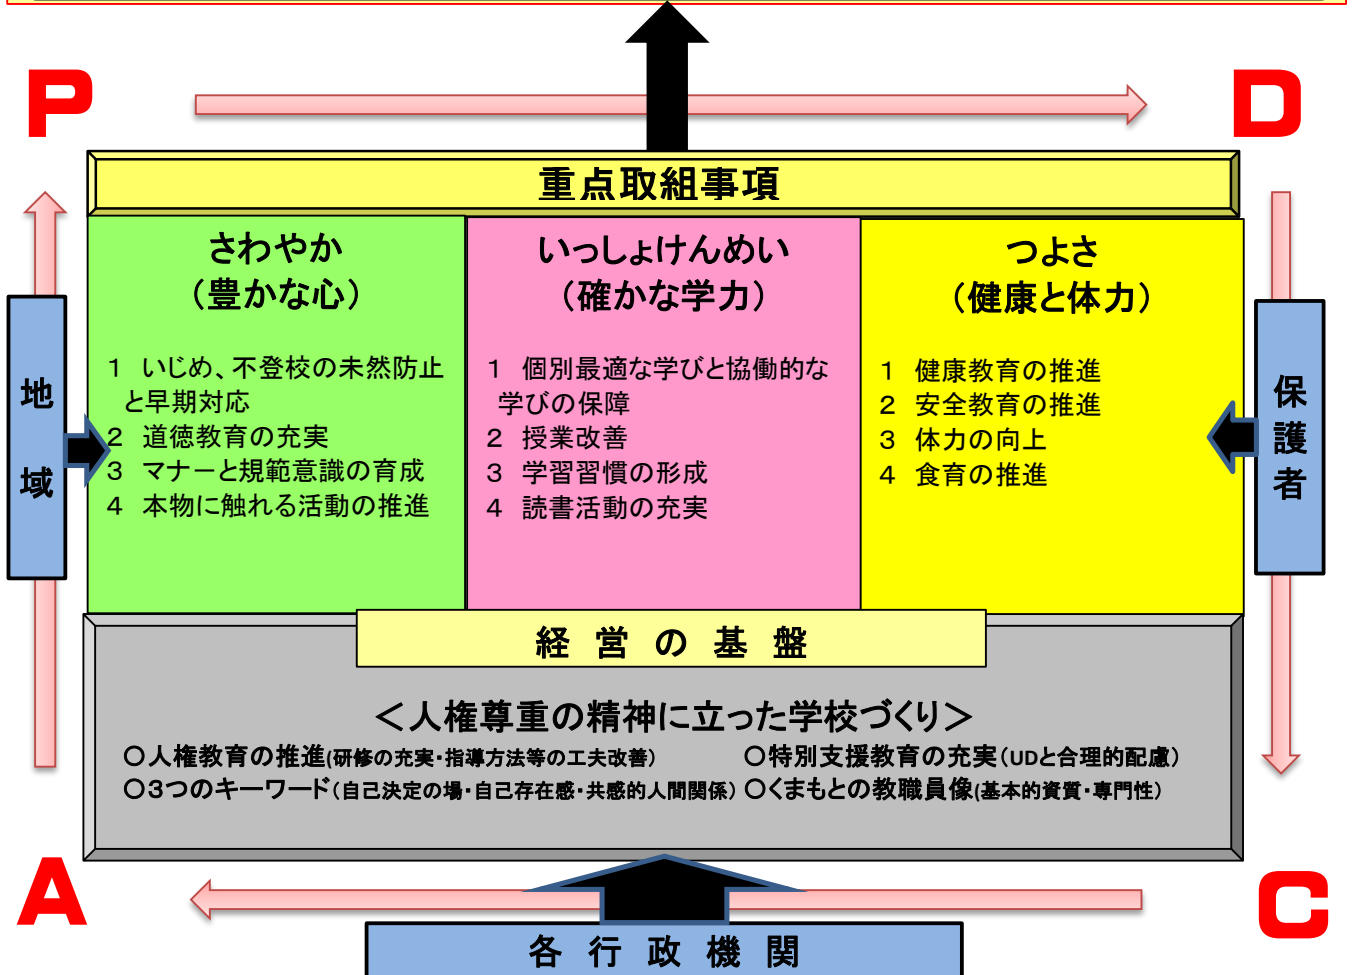 P
D
重点取組事項
さわやか
（豊かな心）
1 いじめ、不登校の未然防止
と早期対応
2 道徳教育の充実
3 マナーと規範意識の育成
4 本物に触れる活動の推進
いっしょけんめい
（確かな学力）
1 個別最適な学びと協働的な
学びの保障
2 授業改善
3 学習習慣の形成
4 読書活動の充実
つよさ
（健康と体力）
1 健康教育の推進
2 安全教育の推進
3 体力の向上
4 食育の推進
地域
保護者
経営の基盤
＜人権尊重の精神に立った学校づくり＞
○人権教育の推進(研修の充実・指導方法等の工夫改善) ○特別支援教育の充実(UDと合理的配慮)
○3つのキーワード(自己決定の場・自己存在感・共感的人間関係) ○くまもとの教職員像(基本的資質・専門性)
A
C
各行政機関